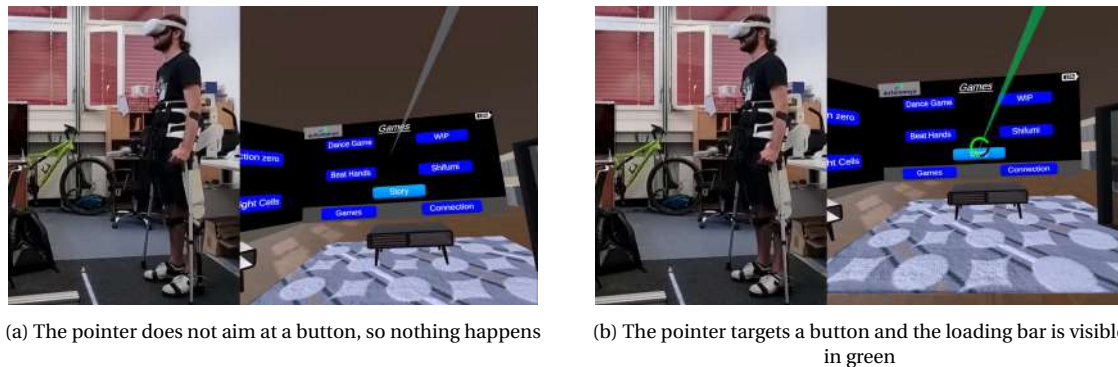 Games
Dance Game
WIP
ction zero
Beat Hands
Shifumi
Story
ight Cells
Games
Connection
Games
Dance Game
WIP
n zero
Beat Hands
Shifumi
ht Cells
Games
Connection
(a) The pointer does not aim at a button, so nothing happens
(b) The pointer targets a button and the loading bar is visible
in green